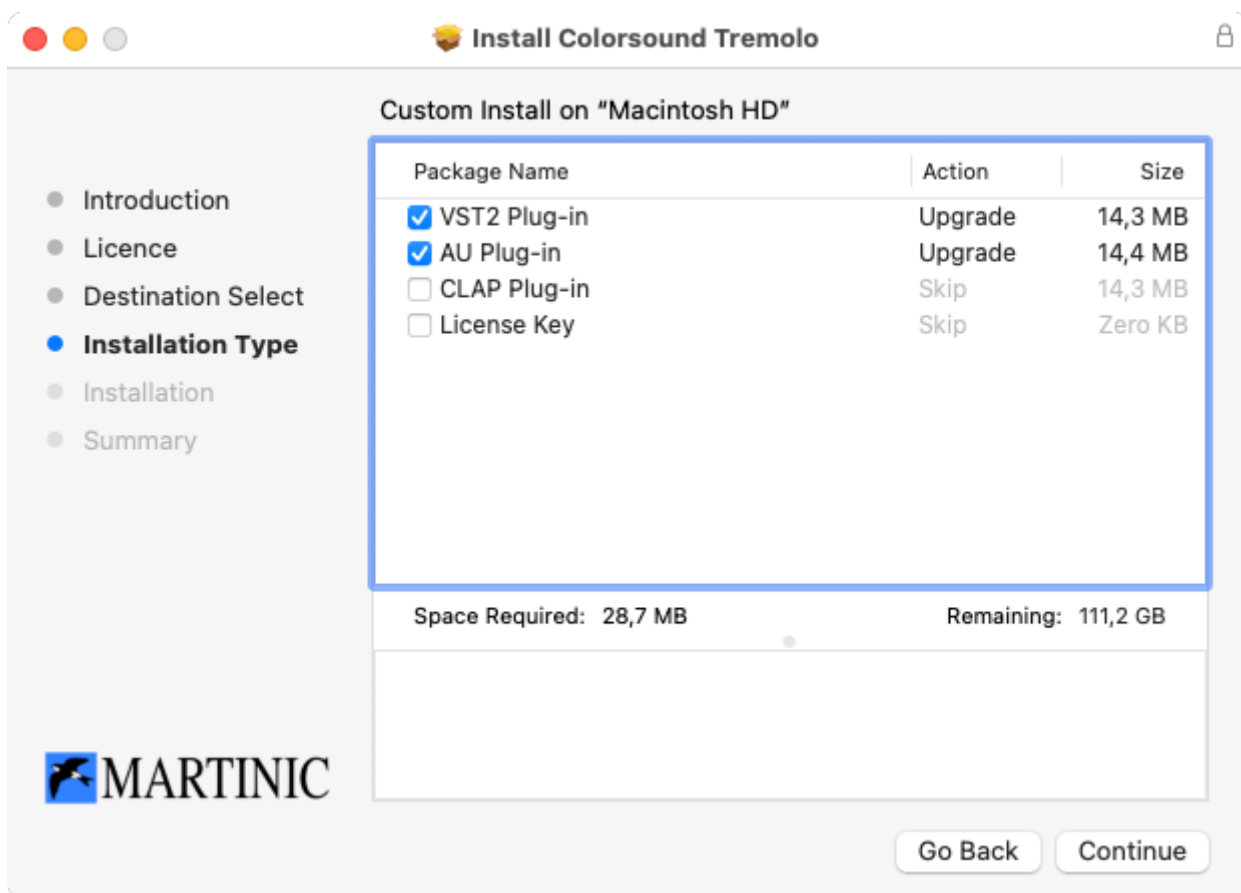 Install Colorsound Tremolo
Custom Install on “Macintosh HD”
Introduction
Licence
Destination Select
Installation Type
Installation
Summary
Package Name Action Size
VST2 Plug-in Upgrade 14,3 MB
AU Plug-in Upgrade 14,4 MB
CLAP Plug-in Skip 14,3 MB
License Key Skip Zero KB
Space Required: 28,7 MB Remaining: 111,2 GB
MARTINIC
Go Back Continue